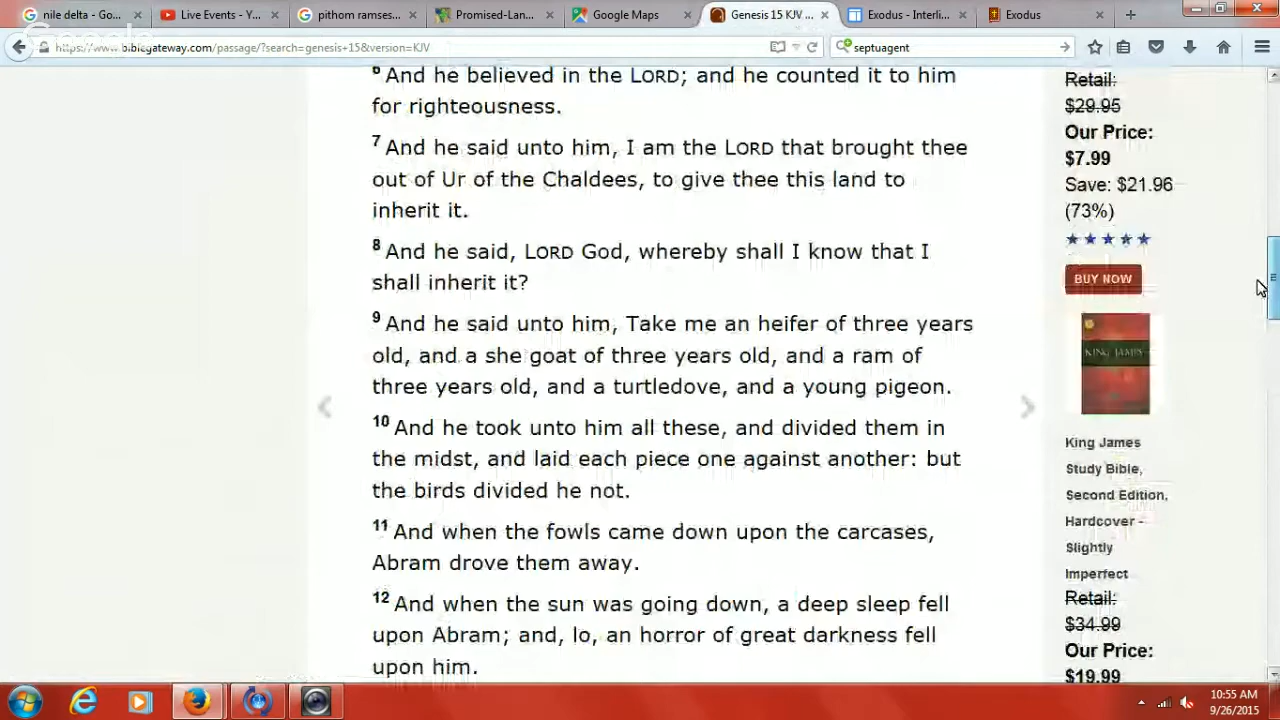 nile delta - Go...
Live Events - Y...
pithom ramses...
Promised-Lan...
Google Maps
Genesis 15 KJV ...
Exodus - Interli...
Exodus
https://www.biblegateway.com/passage/?search=genesis+15&version=KJV
septuagent
6 And he believed in the LORD; and he counted it to him
for righteousness.
7 And he said unto him, I am the LORD that brought thee
out of Ur of the Chaldees, to give thee this land to
inherit it.
8 And he said, LORD God, whereby shall I know that I
shall inherit it?
9 And he said unto him, Take me an heifer of three years
old, and a she goat of three years old, and a ram of
three years old, and a turtledove, and a young pigeon.
10 And he took unto him all these, and divided them in
the midst, and laid each piece one against another: but
the birds divided he not.
11 And when the fowls came down upon the carcases,
Abram drove them away.
12 And when the sun was going down, a deep sleep fell
upon Abram; and, lo, an horror of great darkness fell
upon him.
Retail:
$29.95
Our Price:
$7.99
Save: $21.96
(73%)
BUY NOW
KING JAMES
King James
Study Bible,
Second Edition,
Hardcover -
Slightly
Imperfect
Retail:
$34.99
Our Price:
$19.99
10:55 AM
9/26/2015
Google